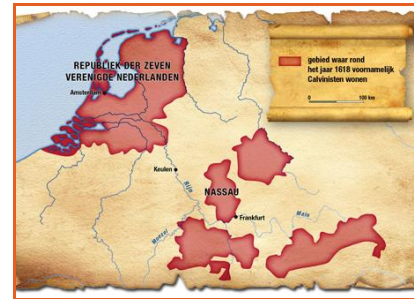 REPUBLIEK DER ZEVEN
VERENIGDE NEDERLANDEN
Amsterdam
gebied waar rond
het jaar 1618 voornamelijk
Calvinisten wonen
0 100 km
Keulen
Rijn
NASSAU
Frankfurt
Main
Moezel